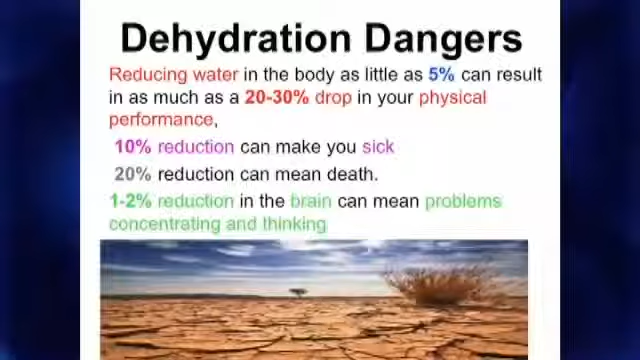 Dehydration Dangers
Reducing water in the body as little as 5% can result
in as much as a 20-30% drop in your physical
performance,
10% reduction can make you sick
20% reduction can mean death.
1-2% reduction in the brain can mean problems
concentrating and thinking